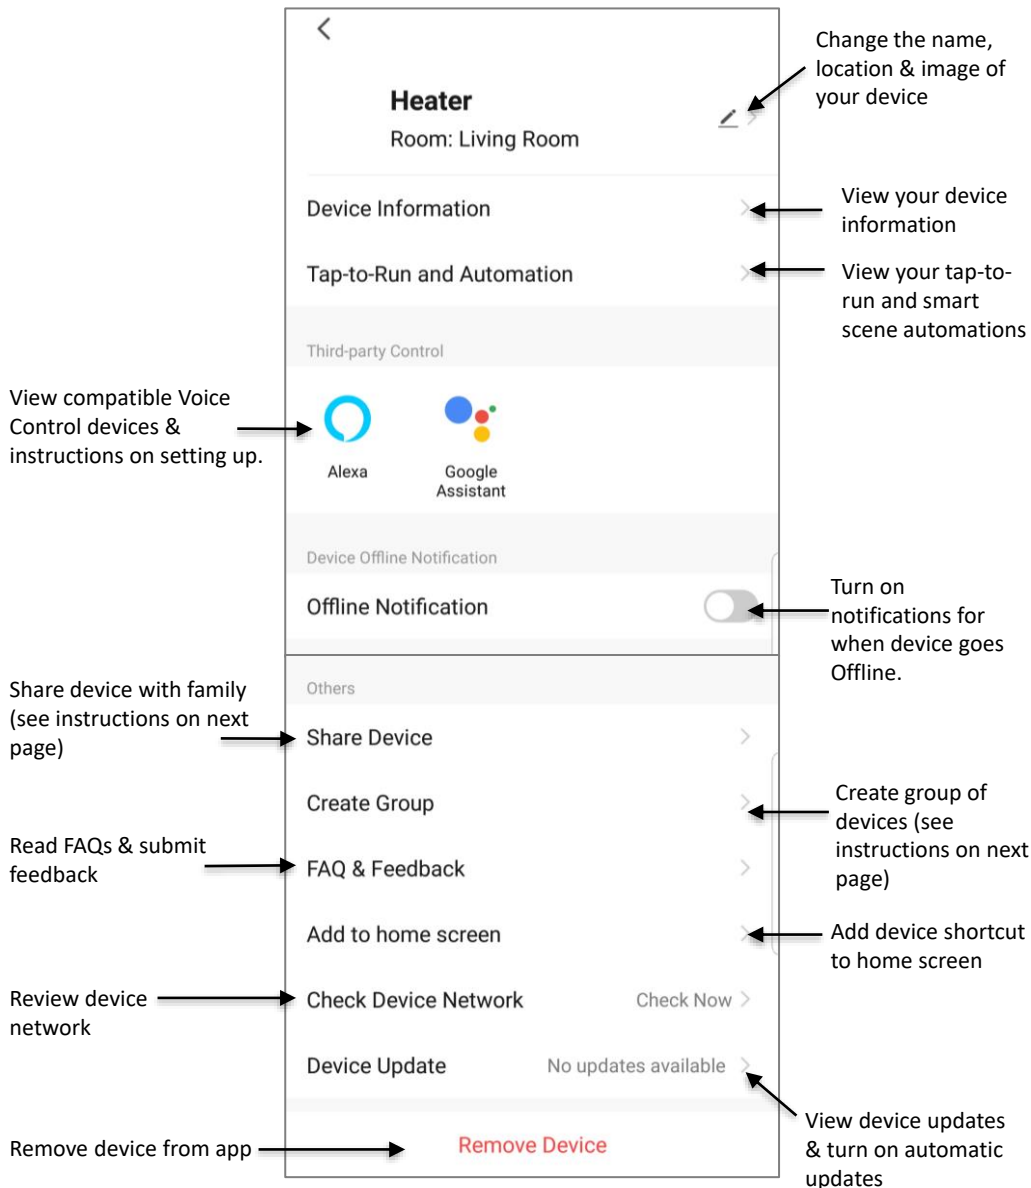 Change the name,
location & image of
your device
Heater
Room: Living Room
Device Information
View your device
information
Tap-to-Run and Automation
View your tap-to-
run and smart
scene automations
Third-party Control
View compatible Voice
Control devices &
instructions on setting up.
Alexa
Google
Assistant
Device Offline Notification
Offline Notification
Turn on
notifications for
when device goes
Offline.
Others
Share device with family
(see instructions on next
page)
Share Device
Create Group
Create group of
devices (see
instructions on next
page)
Read FAQs & submit
feedback
FAQ & Feedback
Add to home screen
Add device shortcut
to home screen
Review device
network
Check Device Network
Check Now
Device Update
No updates available
View device updates
& turn on automatic
updates
Remove device from app
Remove Device